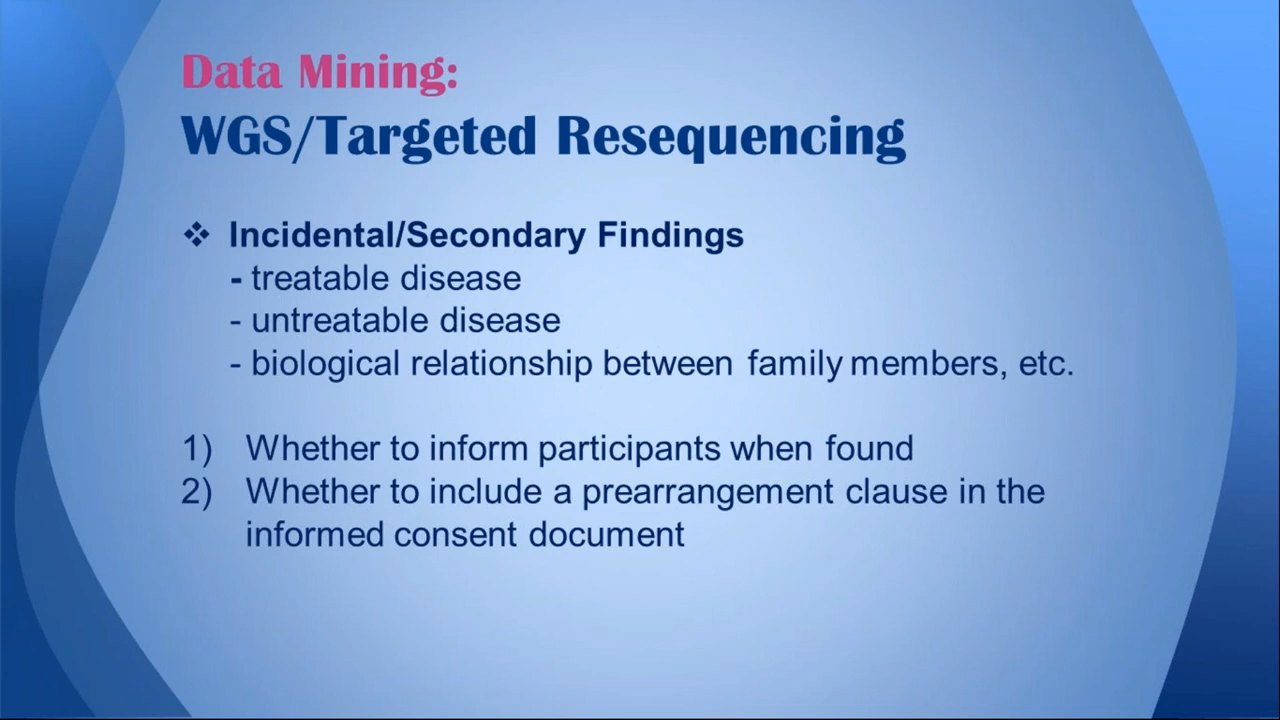 Data Mining:
WGS/Targeted Resequencing
❖ Incidental/Secondary Findings
- treatable disease
- untreatable disease
- biological relationship between family members, etc.
1) Whether to inform participants when found
2) Whether to include a prearrangement clause in the
informed consent document